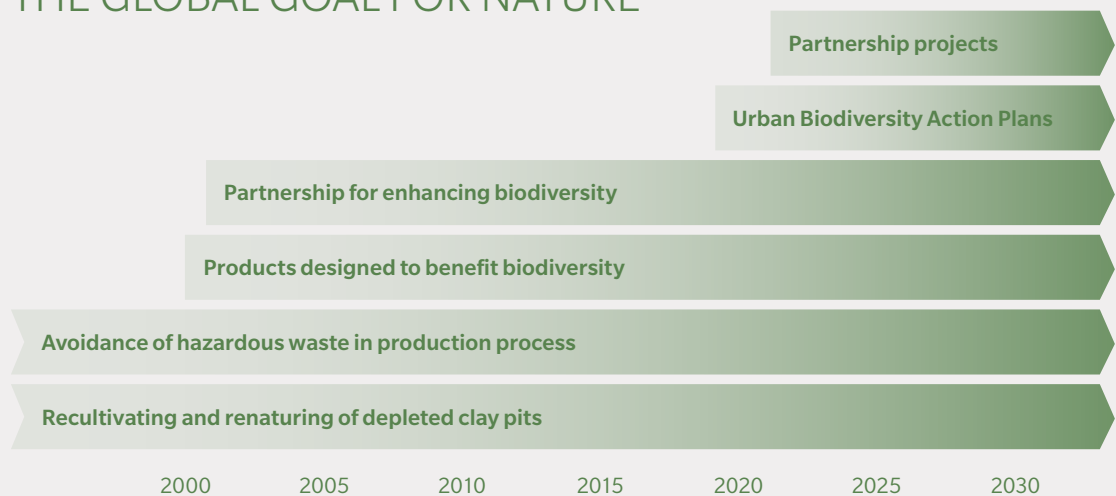 THE GLOBAL GOAL FOR NATURE
Partnership projects
Urban Biodiversity Action Plans
Partnership for enhancing biodiversity
Products designed to benefit biodiversity
Avoidance of hazardous waste in production process
Recultivating and renaturing of depleted clay pits
2000 2005 2010 2015 2020 2025 2030